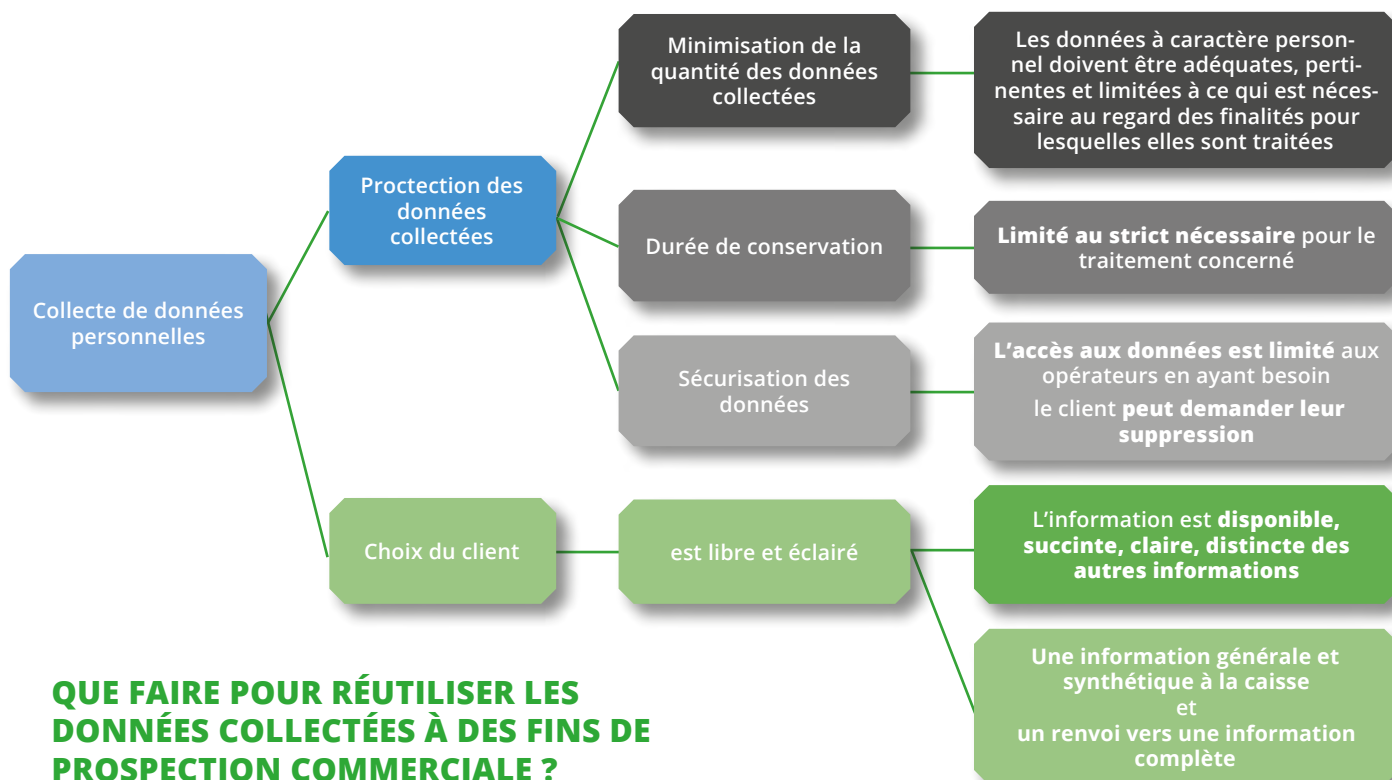 Minimisation de la
quantité des données
collectées
Les données à caractère person-
nel doivent être adéquates, perti-
nentes et limitées à ce qui est néces-
saire au regard des finalités pour
lesquelles elles sont traitées
Proctection des
données
collectées
Durée de conservation
Limité au strict nécessaire pour le
traitement concerné
Collecte de données
personnelles
Sécurisation des
données
L'accès aux données est limité aux
opérateurs en ayant besoin
le client peut demander leur
suppression
Choix du client
est libre et éclairé
L'information est disponible,
succinte, claire, distincte des
autres informations
Une information générale et
synthétique à la caisse
et
un renvoi vers une information
complète
QUE FAIRE POUR RÉUTILISER LES
DONNÉES COLLECTÉES À DES FINS DE
PROSPECTION COMMERCIALE ?